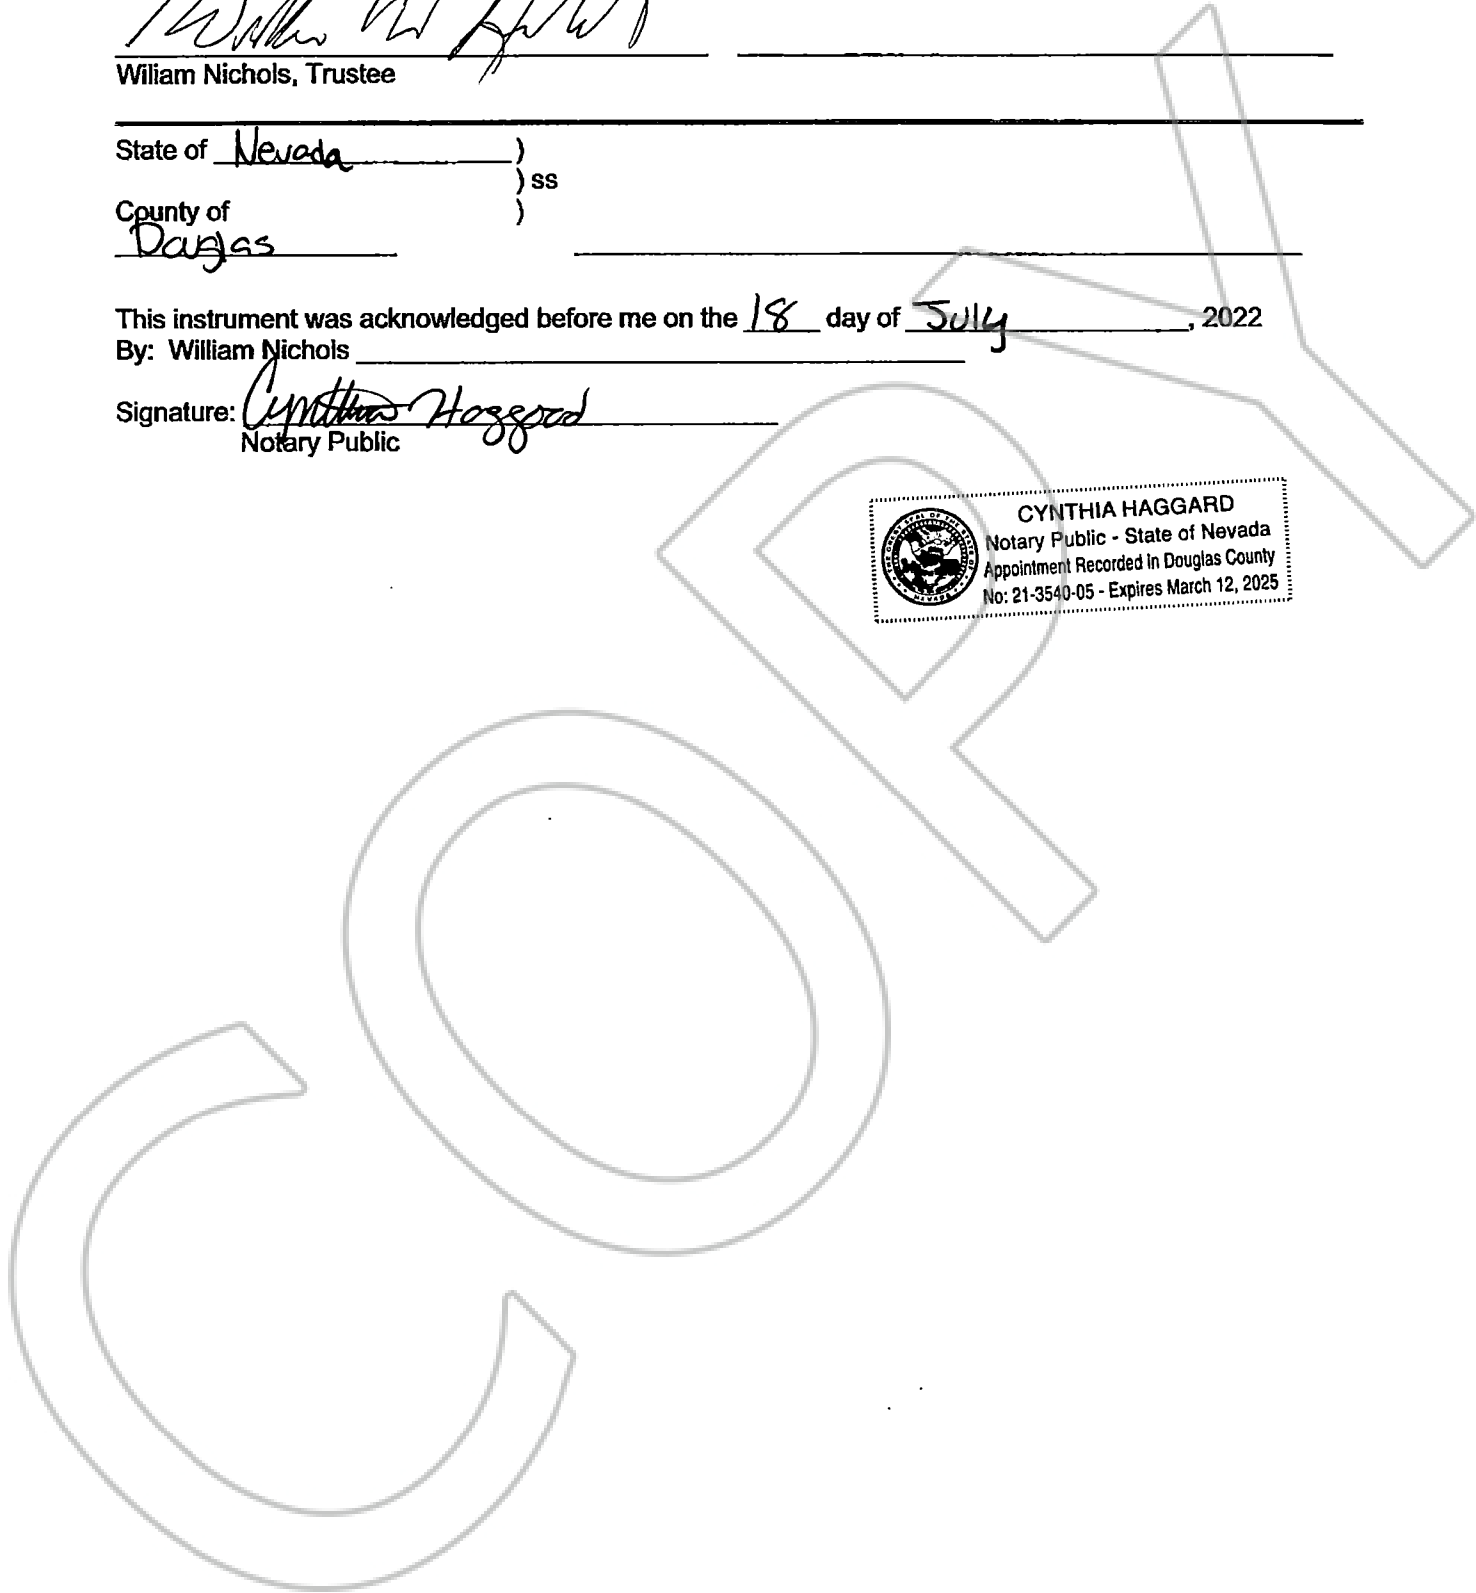 Wiliam Nichols, Trustee
State of Nevada )
) ss
County of )
Douglas
This instrument was acknowledged before me on the 18 day of July, 2022
By: William Nichols
Signature: Cynthia Haggard
Notary Public
CYNTHIA HAGGARD
Notary Public - State of Nevada
Appointment Recorded in Douglas County
No: 21-3540-05 - Expires March 12, 2025
COPY